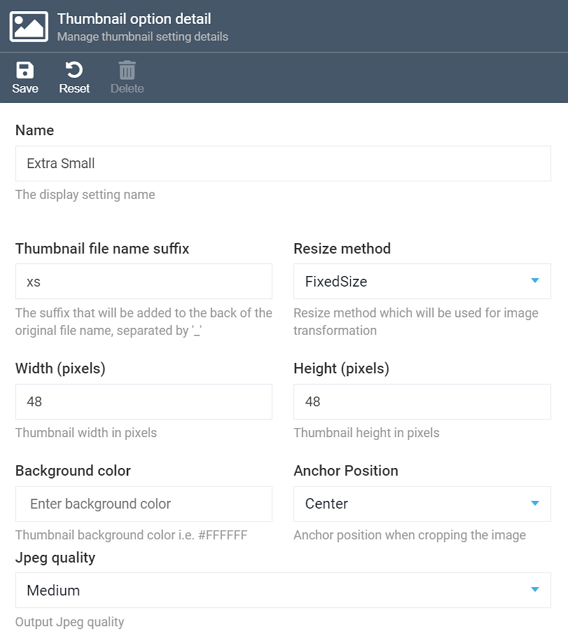 Thumbnail option detail
Manage thumbnail setting details
Save Reset Delete
Name
Extra Small
The display setting name
Thumbnail file name suffix
Resize method
xs
FixedSize
The suffix that will be added to the back of the
original file name, separated by '_'
Resize method which will be used for image
transformation
Width (pixels)
Height (pixels)
48
48
Thumbnail width in pixels
Thumbnail height in pixels
Background color
Anchor Position
Enter background color
Center
Thumbnail background color i.e. #FFFFFF
Anchor position when cropping the image
Jpeg quality
Medium
Output Jpeg quality